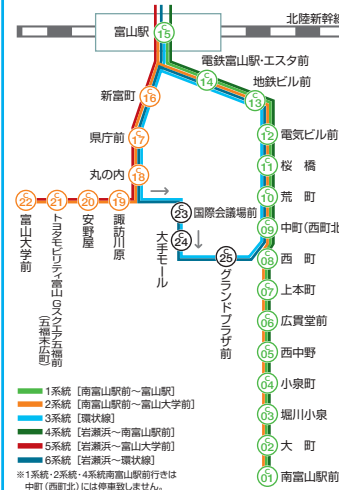 北陸新幹線
富山駅
C 15
電鉄富山駅・エスタ前
C 14
地鉄ビル前
C 13
新富町
C 16
県庁前
C 17
丸の内
C 18
C 12
電気ビル前
C 11
桜 橋
C 10
荒 町
C 09
中町(西町北)
C 22
C 21
C 20
C 19
富山大学前
トヨタモビリティ富山 Gスクエア五福前
(五福末広町)
安野屋
諏訪川原
→
C 23
国際会議場前
C 24
↓
大手モール
C 25
グランドプラザ前
C 08
西 町
C 07
上本町
C 06
広貫堂前
C 05
西中野
C 04
小泉町
C 03
堀川小泉
C 02
大 町
C 01
南富山駅前
1系統 [南富山駅前〜富山駅]
2系統 [南富山駅前〜富山大学前]
3系統 [環状線]
4系統 [岩瀬浜〜南富山駅前]
5系統 [岩瀬浜〜富山大学前]
6系統 [岩瀬浜〜環状線]
※1系統・2系統・4系統南富山駅前行きは
中町(西町北)には停車致しません。